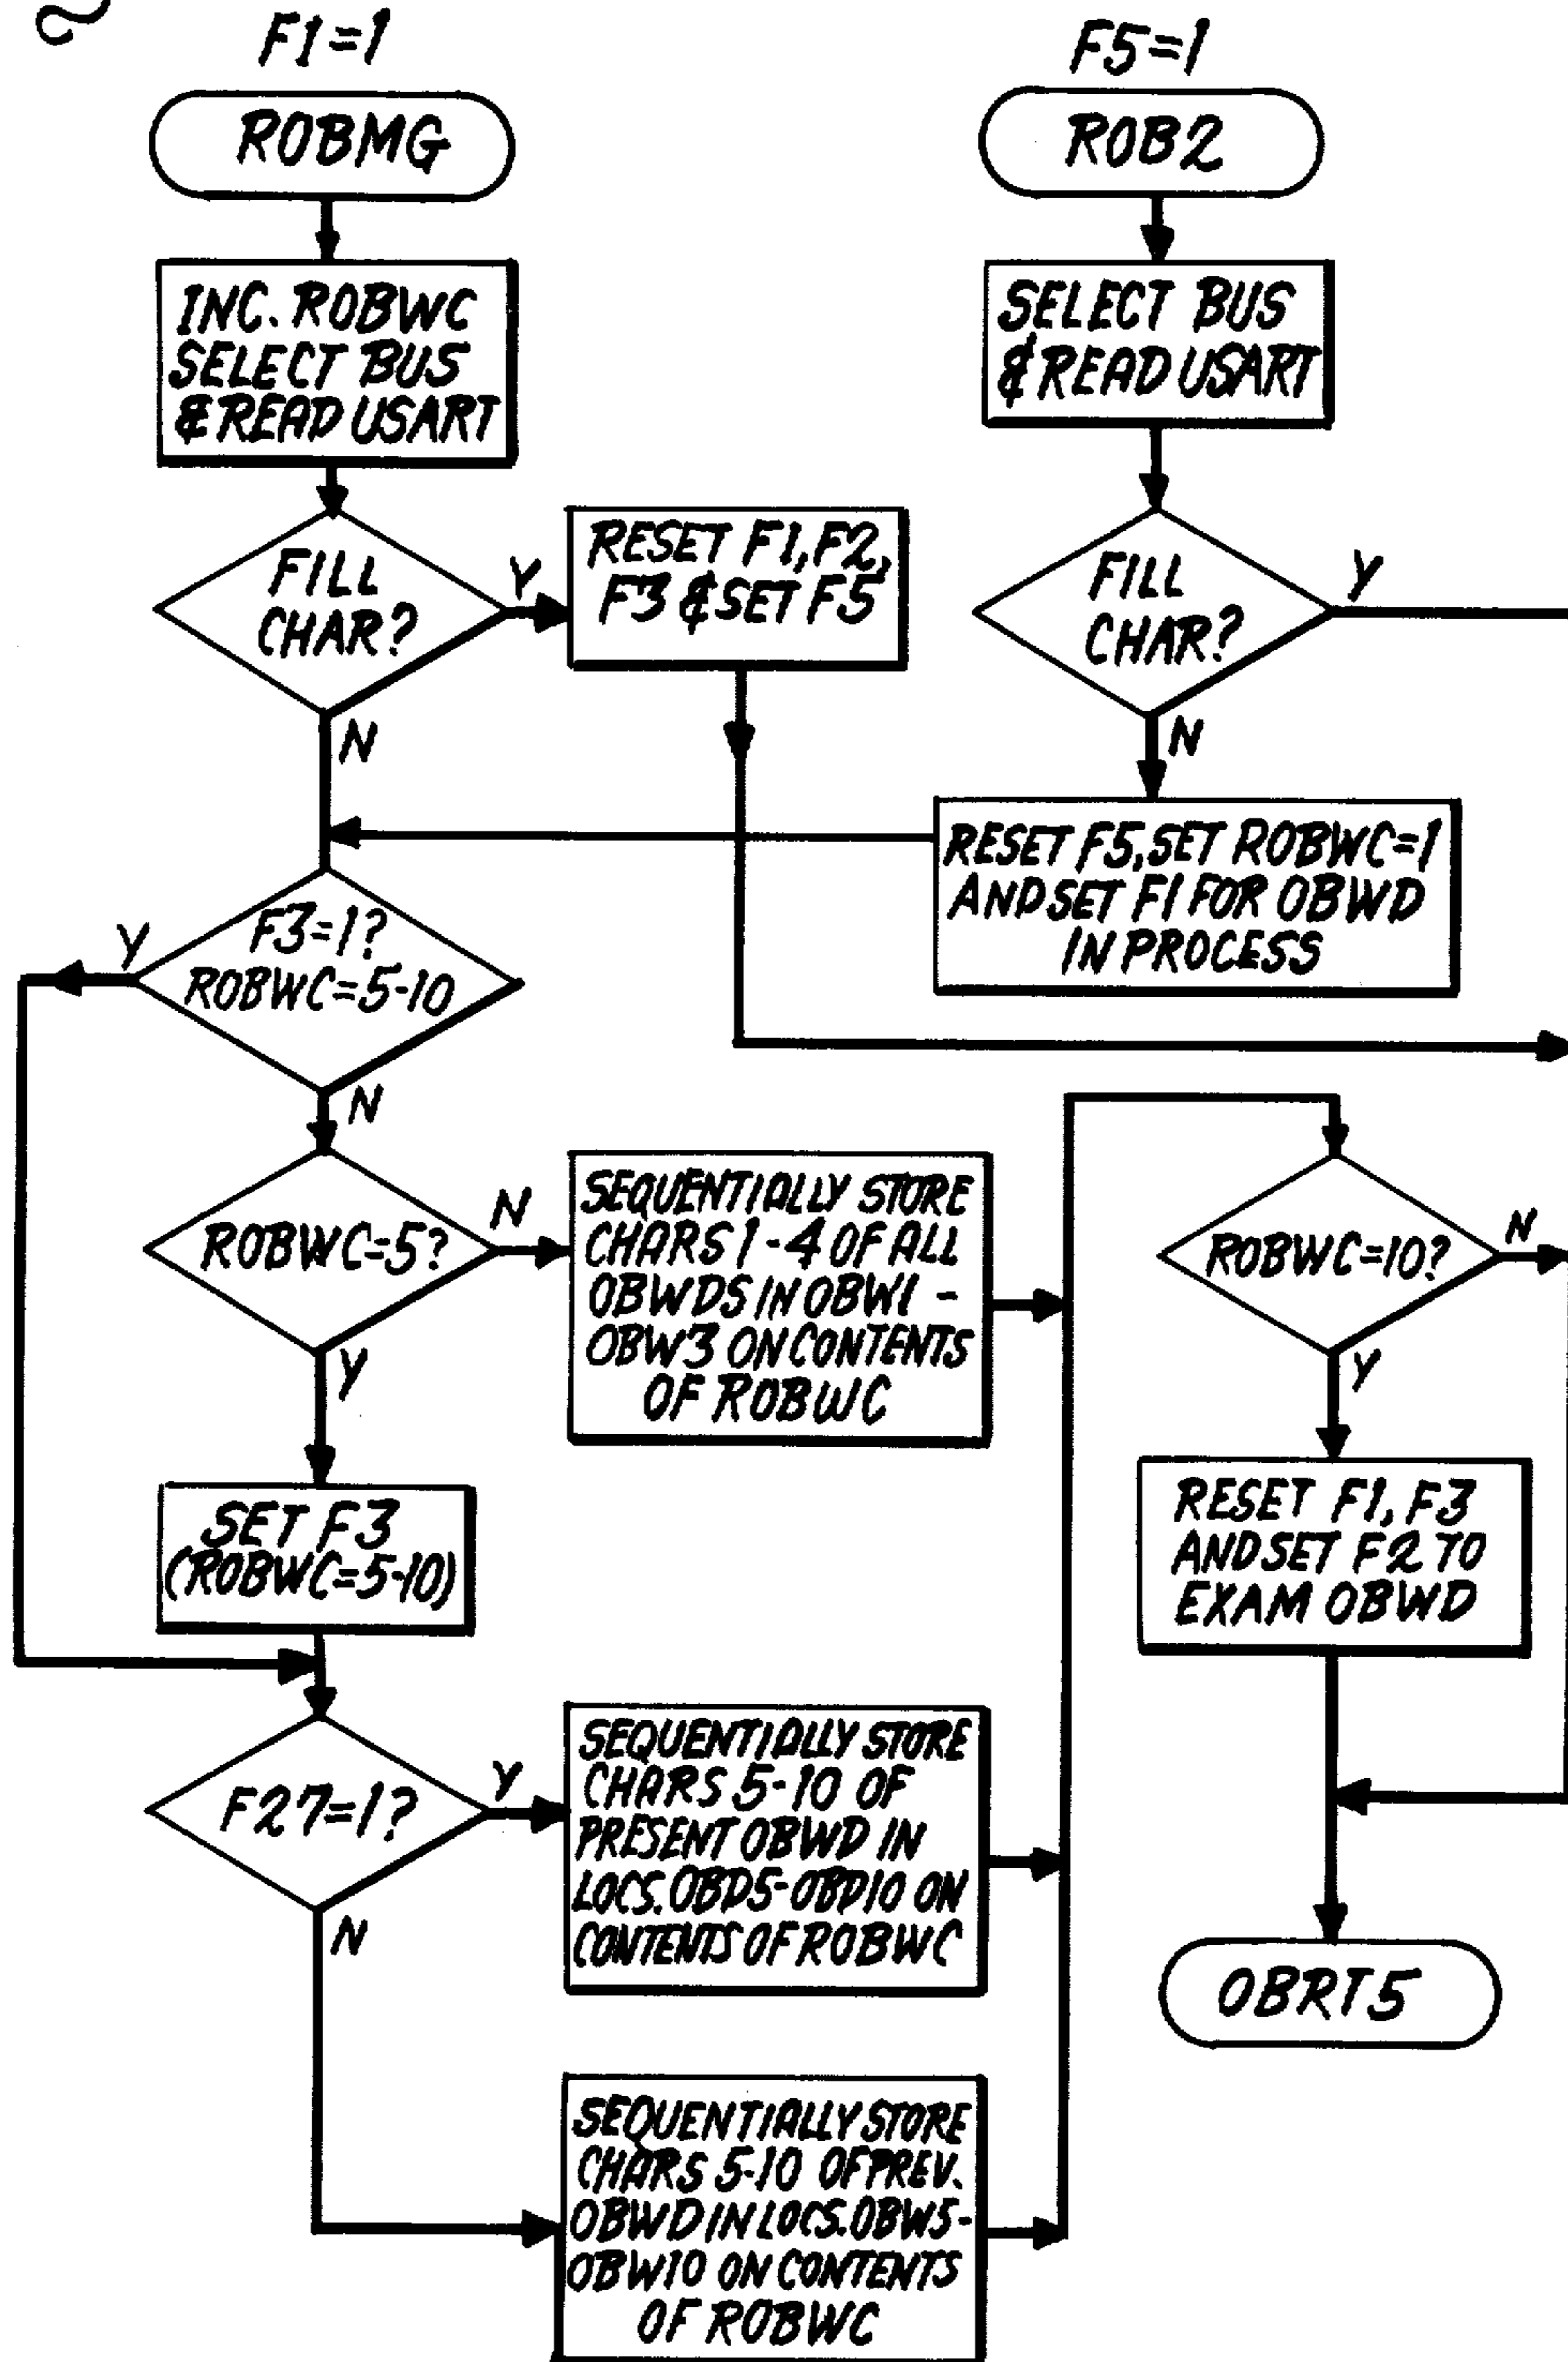 F1=1
ROBMG
INC. ROBWC
SELECT BUS
& READ USART
FILL
CHAR?
Y
N
RESET F1, F2,
F3 & SET F5
F5=1
ROB2
SELECT BUS
& READ USART
FILL
CHAR?
Y
N
RESET F5, SET ROBWC=1
AND SET F1 FOR OBWD
IN PROCESS
F3=1?
ROBWC=5-10
Y
N
ROBWC=5?
N
Y
SEQUENTIALLY STORE
CHARS 1-4 OF ALL
OBWDS IN OBW1-
OBW3 ON CONTENTS
OF ROBWC
SET F3
(ROBWC=5-10)
F27=1?
Y
N
SEQUENTIALLY STORE
CHARS 5-10 OF
PRESENT OBWD IN
LOCS. OBD5-OBD10 ON
CONTENTS OF ROBWC
SEQUENTIALLY STORE
CHARS 5-10 OF PREV.
OBWD IN LOCS. OBW5-
OBW10 ON CONTENTS
OF ROBWC
ROBWC=10?
N
Y
RESET F1, F3
AND SET F2 TO
EXAM OBWD
OBRT5